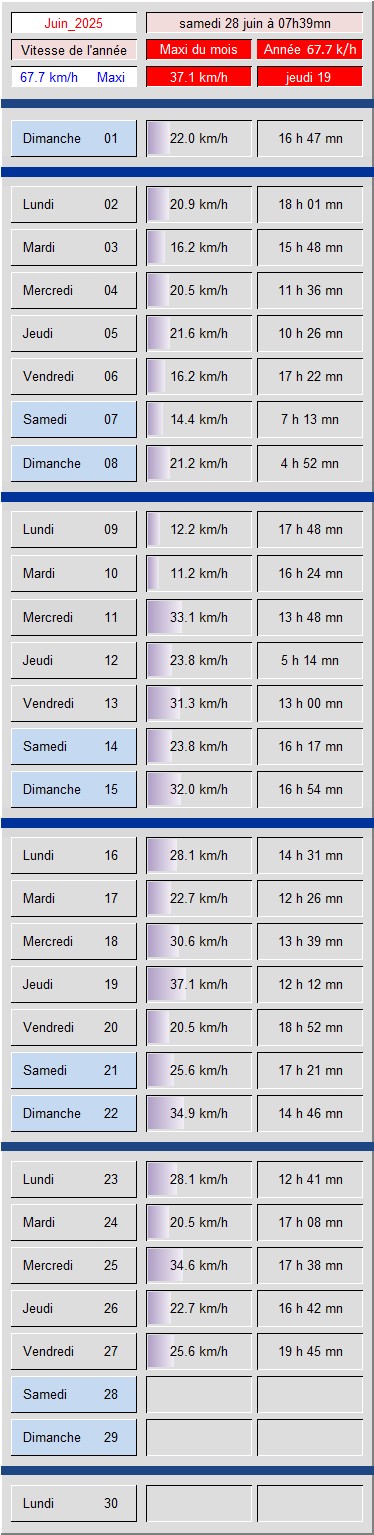 Juin_2025 samedi 28 juin à 07h39mn
Vitesse de l'année Maxi du mois Année 67.7 k/h
67.7 km/h Maxi 37.1 km/h jeudi 19
Dimanche 01 22.0 km/h 16 h 47 mn
Lundi 02 20.9 km/h 18 h 01 mn
Mardi 03 16.2 km/h 15 h 48 mn
Mercredi 04 20.5 km/h 11 h 36 mn
Jeudi 05 21.6 km/h 10 h 26 mn
Vendredi 06 16.2 km/h 17 h 22 mn
Samedi 07 14.4 km/h 7 h 13 mn
Dimanche 08 21.2 km/h 4 h 52 mn
Lundi 09 12.2 km/h 17 h 48 mn
Mardi 10 11.2 km/h 16 h 24 mn
Mercredi 11 33.1 km/h 13 h 48 mn
Jeudi 12 23.8 km/h 5 h 14 mn
Vendredi 13 31.3 km/h 13 h 00 mn
Samedi 14 23.8 km/h 16 h 17 mn
Dimanche 15 32.0 km/h 16 h 54 mn
Lundi 16 28.1 km/h 14 h 31 mn
Mardi 17 22.7 km/h 12 h 26 mn
Mercredi 18 30.6 km/h 13 h 39 mn
Jeudi 19 37.1 km/h 12 h 12 mn
Vendredi 20 20.5 km/h 18 h 52 mn
Samedi 21 25.6 km/h 17 h 21 mn
Dimanche 22 34.9 km/h 14 h 46 mn
Lundi 23 28.1 km/h 12 h 41 mn
Mardi 24 20.5 km/h 17 h 08 mn
Mercredi 25 34.6 km/h 17 h 38 mn
Jeudi 26 22.7 km/h 16 h 42 mn
Vendredi 27 25.6 km/h 19 h 45 mn
Samedi 28
Dimanche 29
Lundi 30